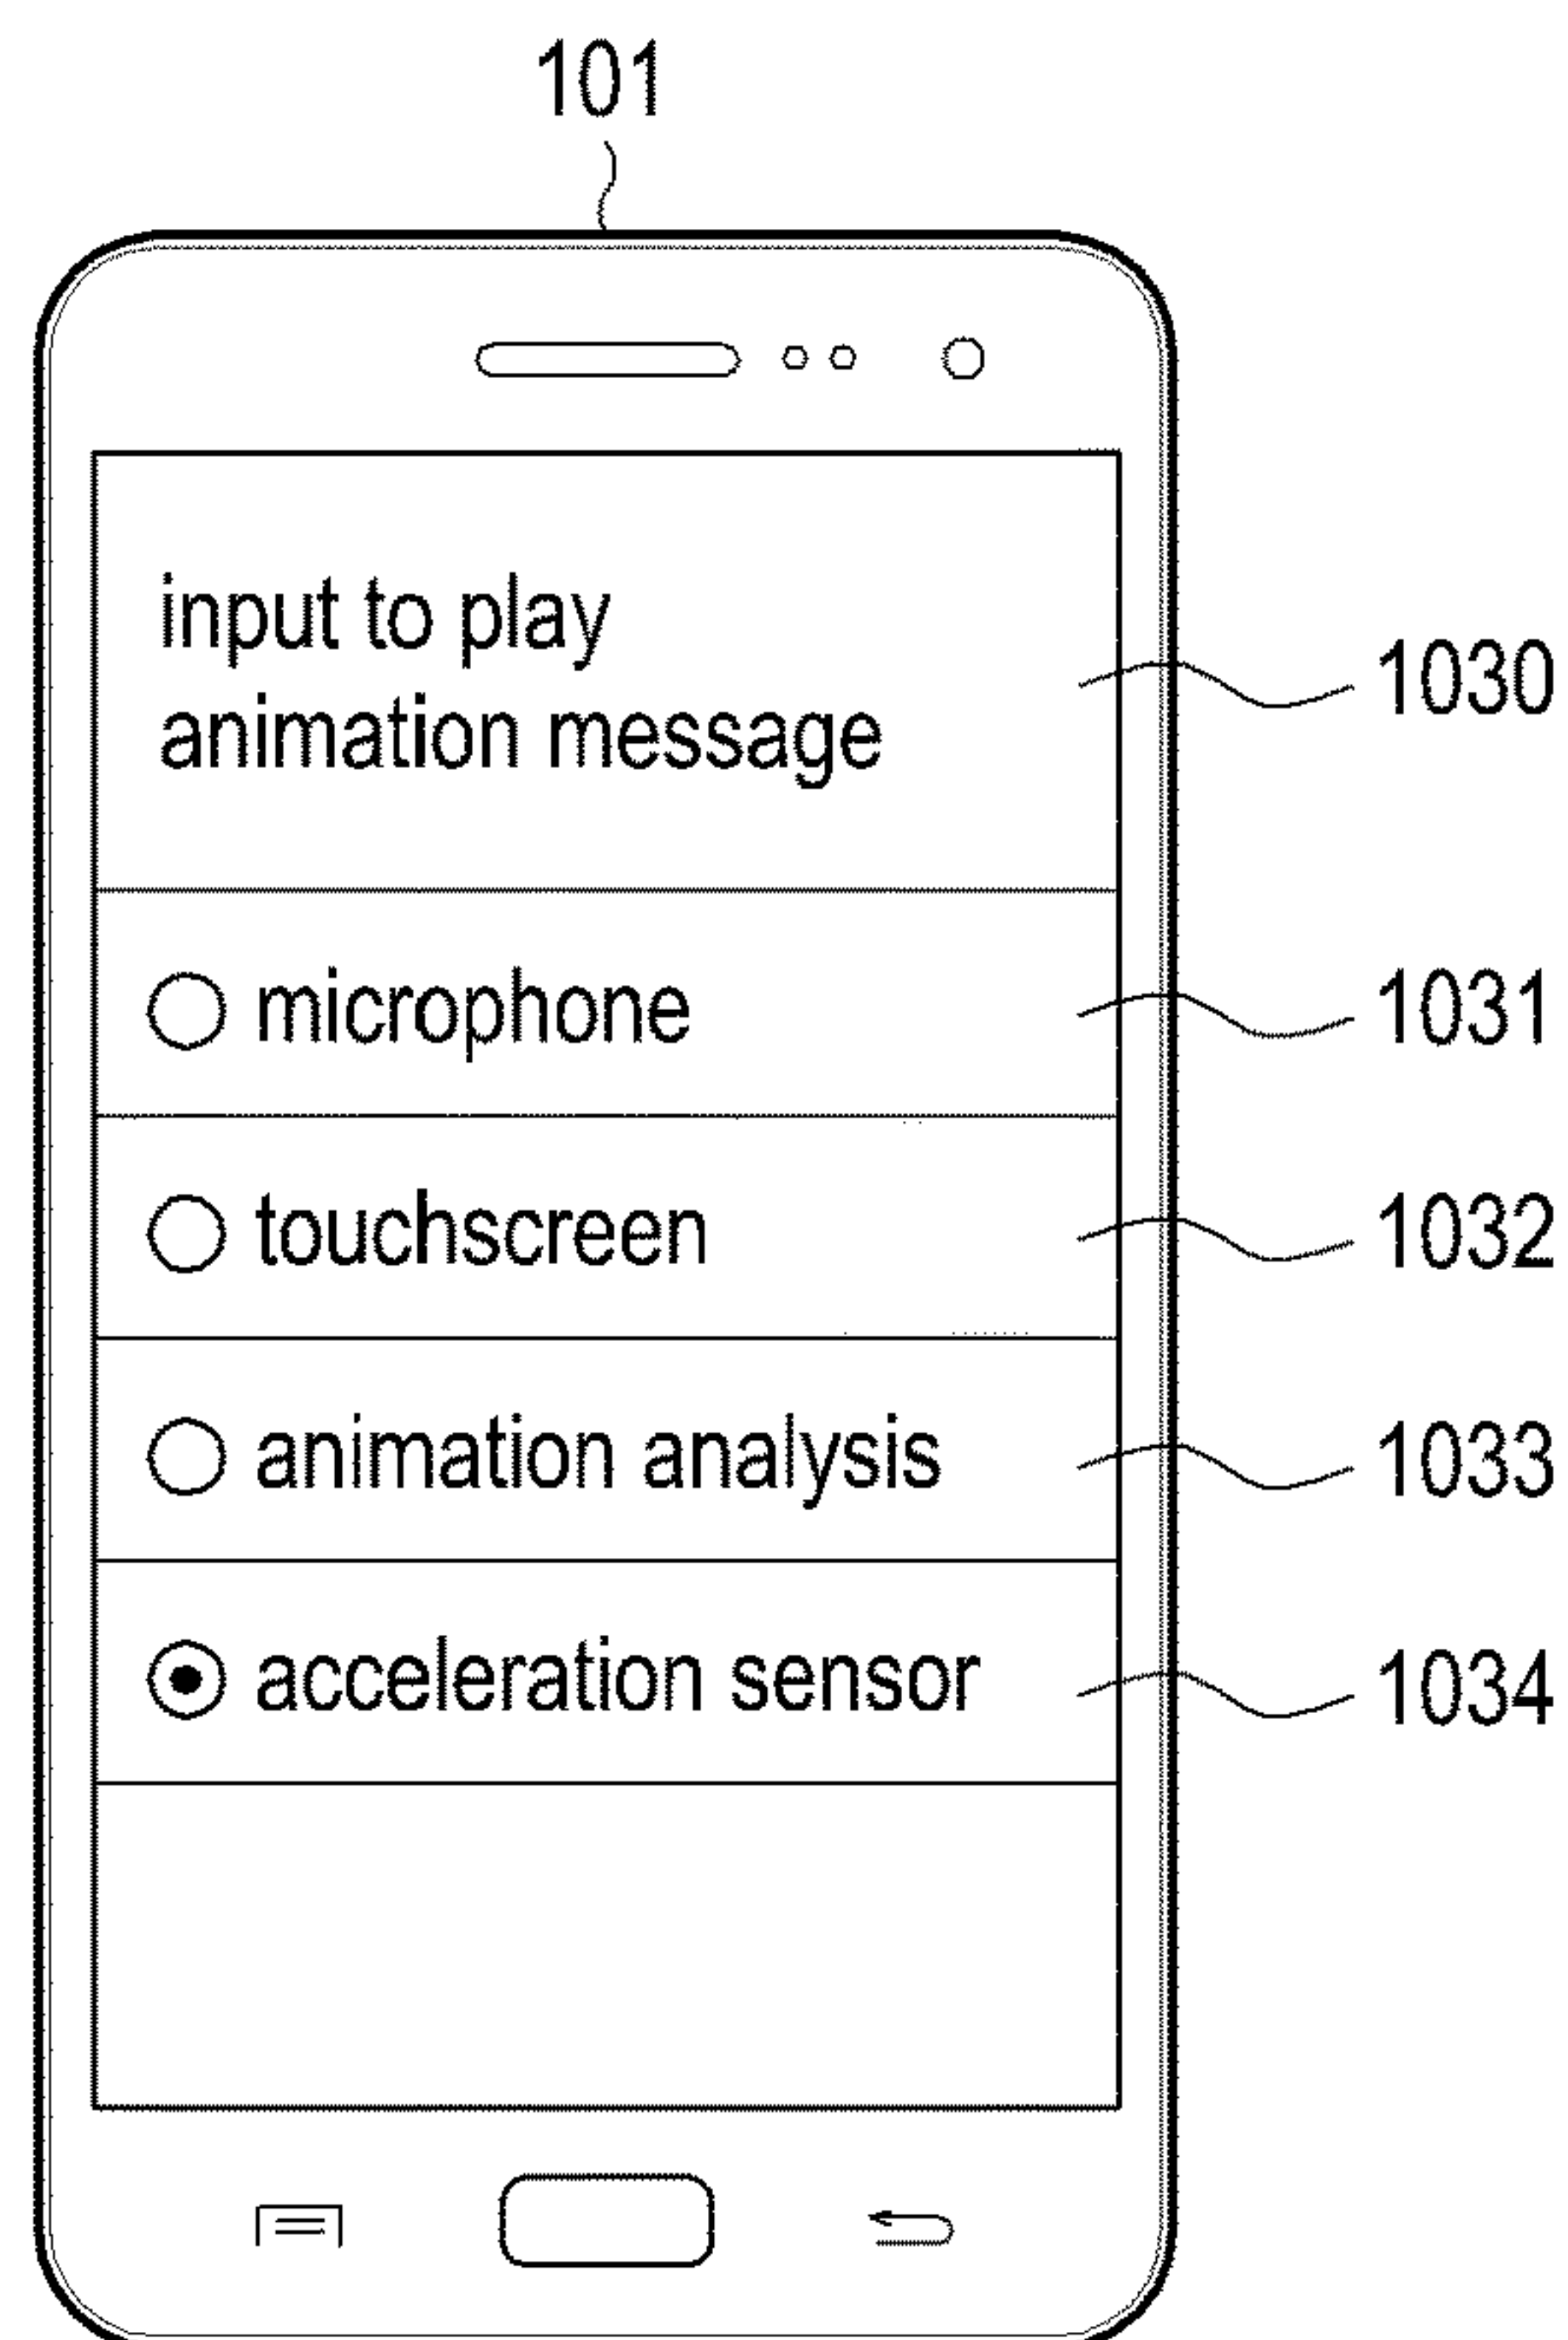 101
input to play
animation message
1030
microphone
1031
touchscreen
1032
animation analysis
1033
acceleration sensor
1034